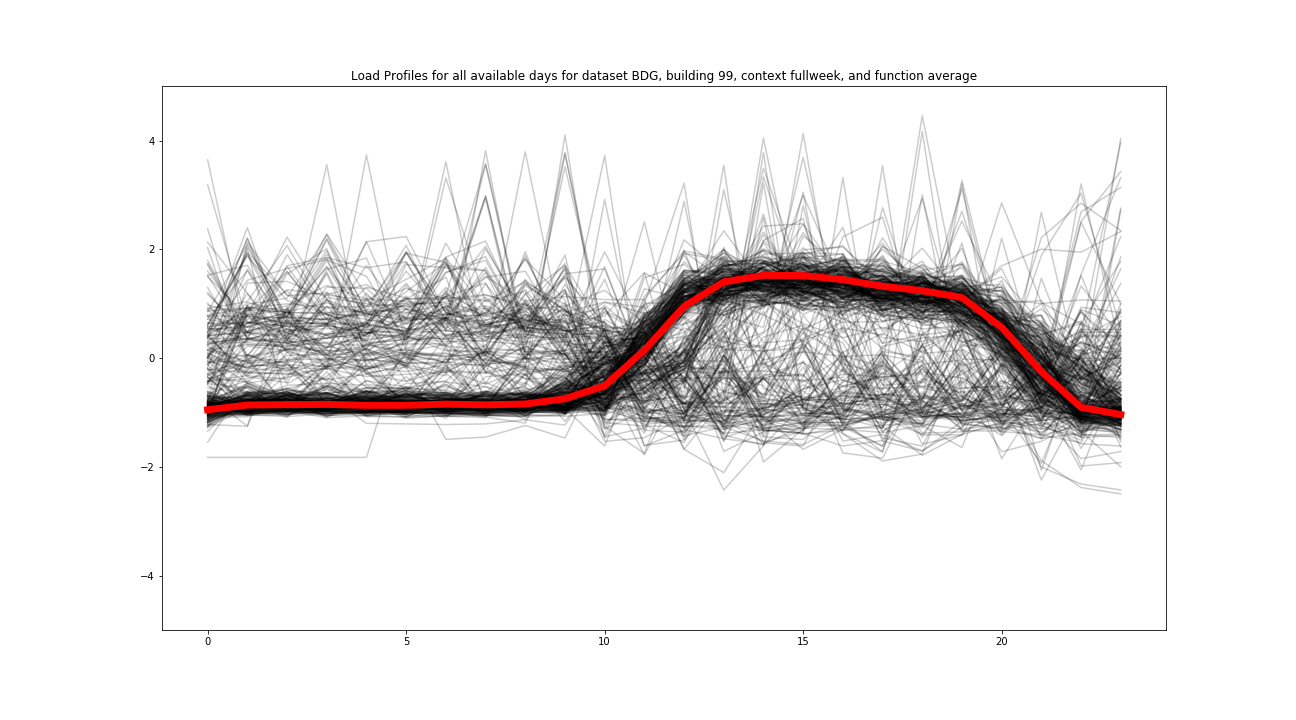 Load Profiles for all available days for dataset BDG, building 99, context fullweek, and function average
4
2
0
−2
−4
0 5 10 15 20